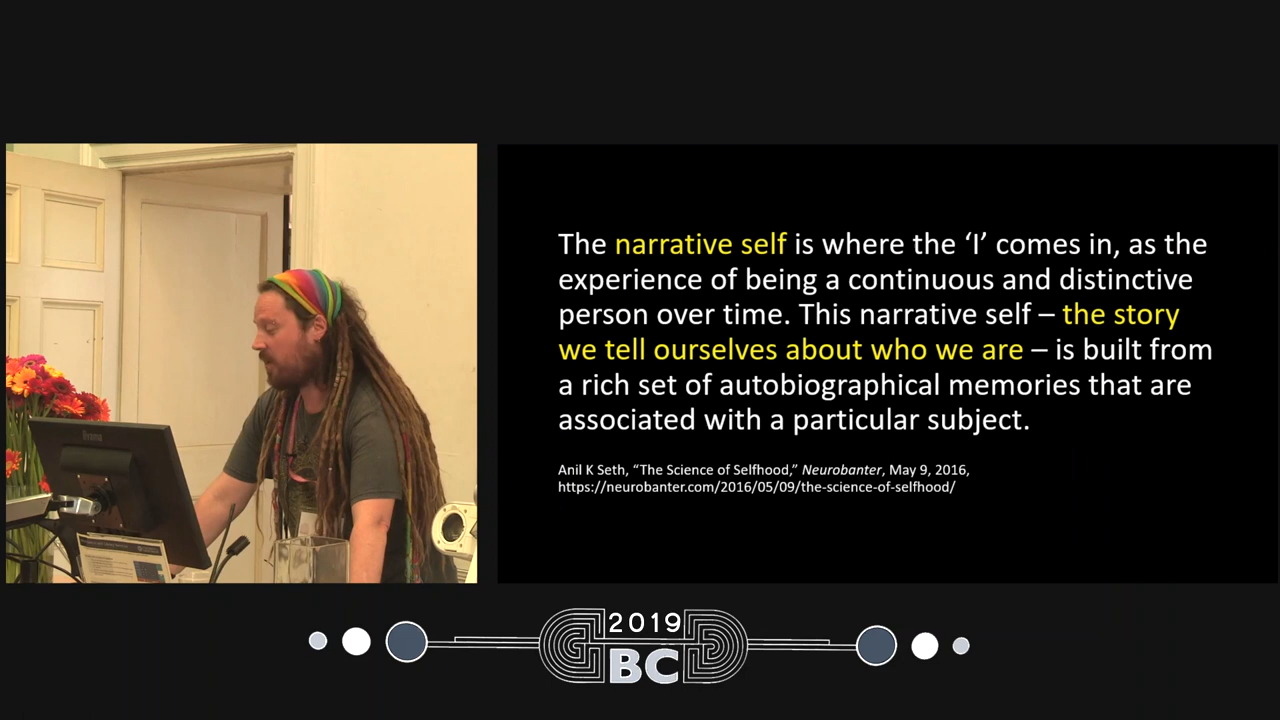 The narrative self is where the ‘I’ comes in, as the
experience of being a continuous and distinctive
person over time. This narrative self – the story
we tell ourselves about who we are – is built from
a rich set of autobiographical memories that are
associated with a particular subject.
Anil K Seth, “The Science of Selfhood,” Neurobanter, May 9, 2016,
https://neurobanter.com/2016/05/09/the-science-of-selfhood/
iiyama
2019
BC